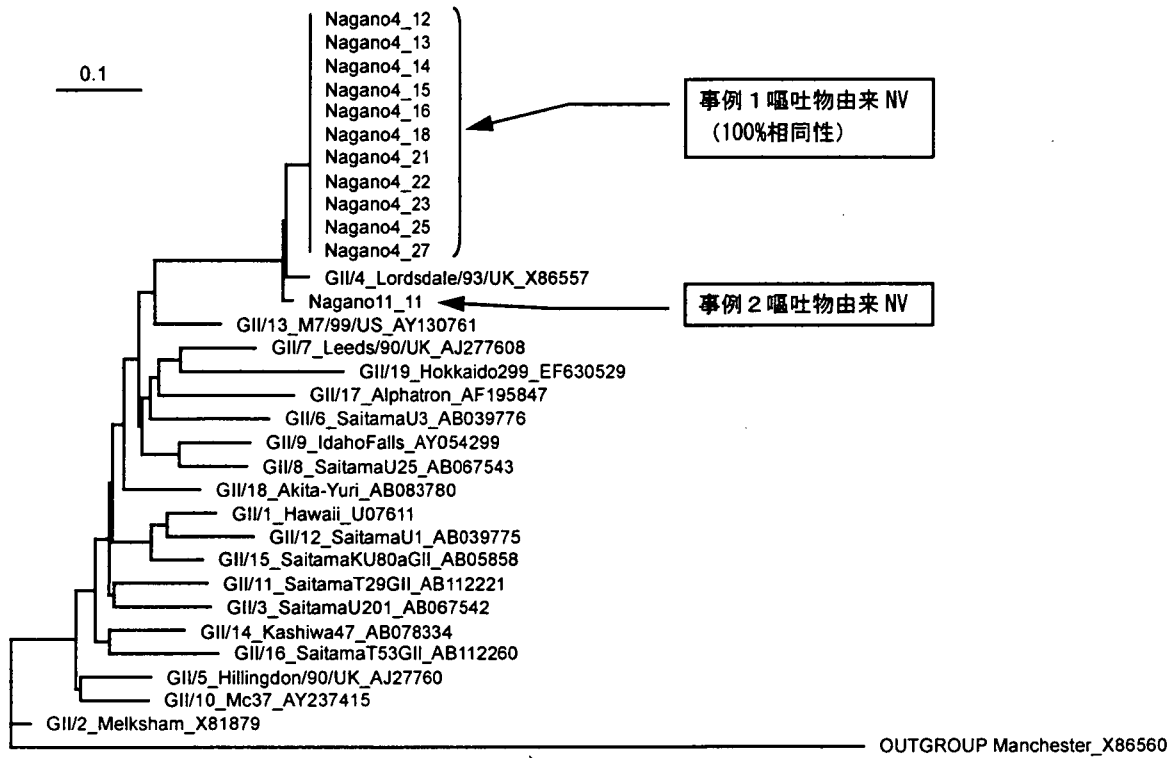 0.1
Nagano4_12
Nagano4_13
Nagano4_14
Nagano4_15
Nagano4_16
Nagano4_18
Nagano4_21
Nagano4_22
Nagano4_23
Nagano4_25
Nagano4_27
事例1嘔吐物由来 NV
(100%相同性)
GII/4_Lordsdale/93/UK_X86557
Nagano11_11
事例2嘔吐物由来 NV
GII/13_M7/99/US_AY130761
GII/7_Leeds/90/UK_AJ277608
GII/19_Hokkaido299_EF630529
GII/17_Alphatron_AF195847
GII/6_SaitamaU3_AB039776
GII/9_IdahoFalls_AY054299
GII/8_SaitamaU25_AB067543
GII/18_Akita-Yuri_AB083780
GII/1_Hawaii_U07611
GII/12_SaitamaU1_AB039775
GII/15_SaitamaKU80aGII_AB05858
GII/11_SaitamaT29GII_AB112221
GII/3_SaitamaU201_AB067542
GII/14_Kashiwa47_AB078334
GII/16_SaitamaT53GII_AB112260
GII/5_Hillingdon/90/UK_AJ27760
GII/10_Mc37_AY237415
GII/2_Melksham_X81879
OUTGROUP Manchester_X86560